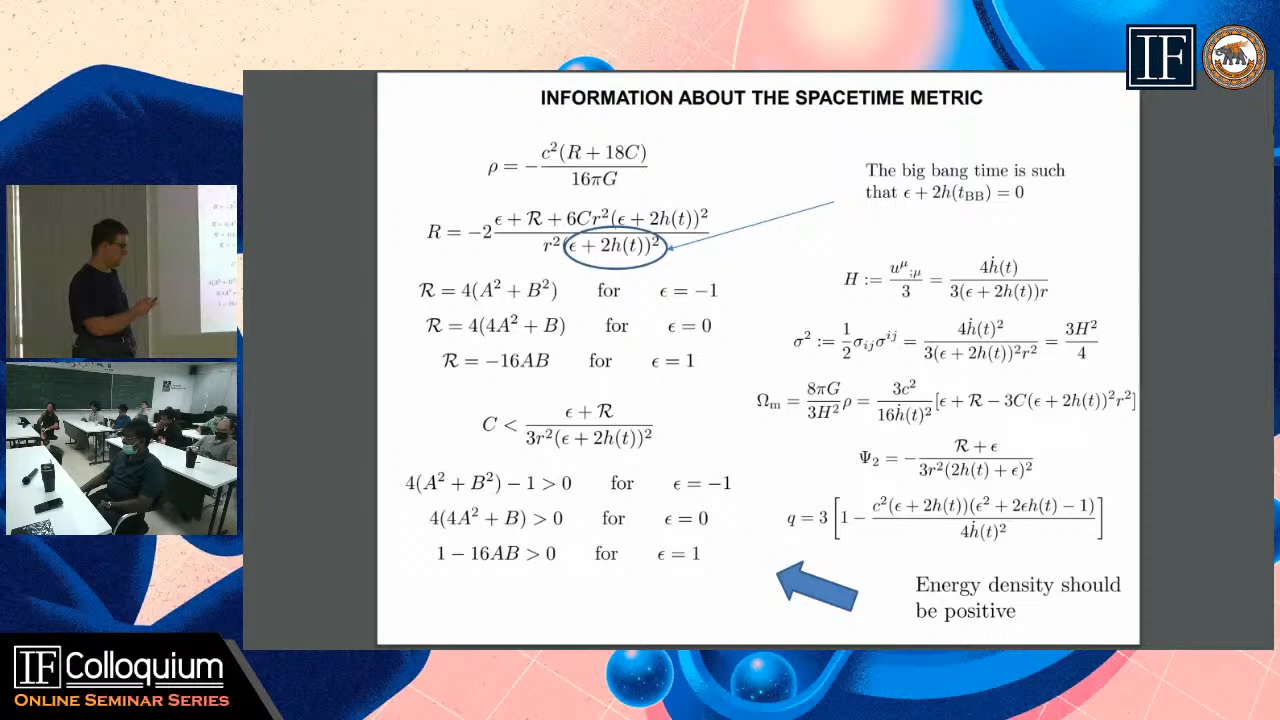 IF
INFORMATION ABOUT THE SPACETIME METRIC
ρ = −c²(R + 18C)/16πG
R = −2 (ϵ + ℛ + 6Cr²(ϵ + 2h(t))²)/(r²(ϵ + 2h(t))²)
ℛ = 4(A² + B²) for ϵ = −1
ℛ = 4(4A² + B) for ϵ = 0
ℛ = −16AB for ϵ = 1
C < (ϵ + ℛ)/(3r²(ϵ + 2h(t))²)
4(A² + B²) − 1 > 0 for ϵ = −1
4(4A² + B) > 0 for ϵ = 0
1 − 16AB > 0 for ϵ = 1
The big bang time is such
that ϵ + 2h(t_BB) = 0
H := u^μ_;μ/3 = 4ḣ(t)/(3(ϵ + 2h(t))r)
σ² := ½σ_ijσ^ij = 4ḣ(t)²/(3(ϵ + 2h(t))²r²) = 3H²/4
Ω_m = (8πG/3H²)ρ = (3c²/16ḣ(t)²)[ϵ + ℛ − 3C(ϵ + 2h(t))²r²]
Ψ₂ = −(ℛ + ϵ)/(3r²(2h(t) + ϵ)²)
q = 3[1 − c²(ϵ + 2h(t))(ϵ² + 2ϵh(t) − 1)/4ḣ(t)²]
Energy density should
be positive
IF Colloquium
ONLINE SEMINAR SERIES